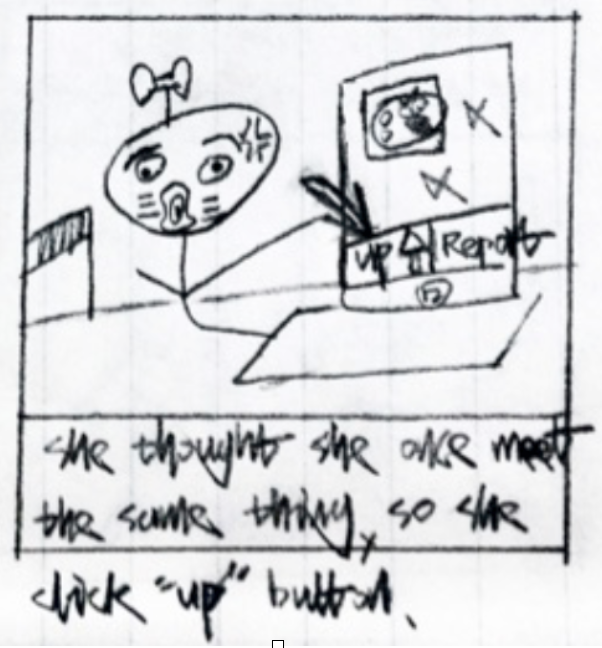 up Report
she thought she once meet
the same thing, so she
click "up" button.